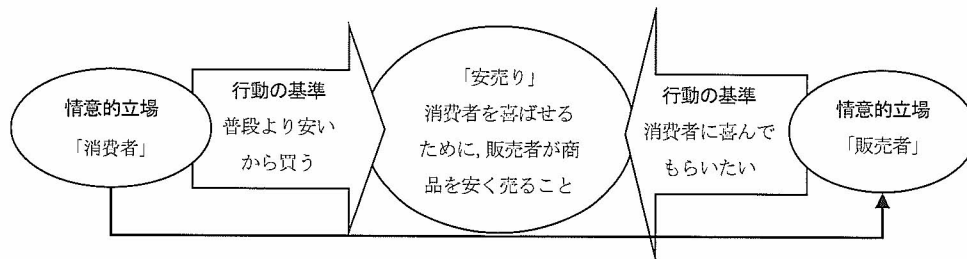 情意的立場
「消費者」
行動の基準
普段より安い
から買う
「安売り」
消費者を喜ばせる
ために，販売者が商
品を安く売ること
行動の基準
消費者に喜んで
もらいたい
情意的立場
「販売者」